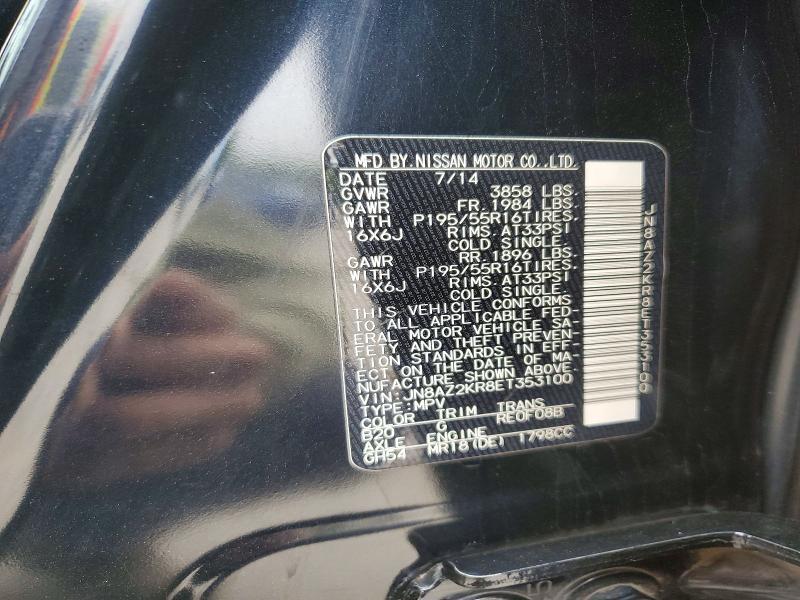 MFD BY NISSAN MOTOR CO.,LTD.
DATE 7/14
GVWR 3858 LBS.
GAWR FR 1984 LBS.
WITH P195/55R16TIRES.
16X6J RIMS AT33PSI
COLD SINGLE.
GAWR RR 1896 LBS.
WITH P195/55R16TIRES.
16X6J RIMS AT33PSI
COLD SINGLE.
THIS VEHICLE CONFORMS
TO ALL APPLICABLE FED-
ERAL MOTOR VEHICLE SA-
FETY AND THEFT PREVEN-
TION STANDARDS IN EFF-
ECT ON THE DATE OF MA-
NUFACTURE SHOWN ABOVE.
VIN:JN8AZ2KR8ET353100
TYPE:MPV
COLOR TRIM TRANS
B20 G RE0F08B
AXLE ENGINE
GH54 MR18(DE) 1798CC
JN8AZ2KR8ET353100